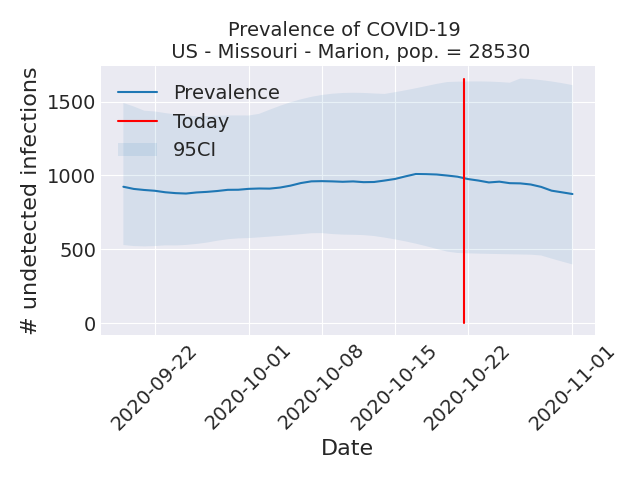 Prevalence of COVID-19
US - Missouri - Marion, pop. = 28530
# undetected infections
1500
1000
500
0
Prevalence
Today
95CI
2020-09-22
2020-10-01
2020-10-08
2020-10-15
2020-10-22
2020-11-01
Date